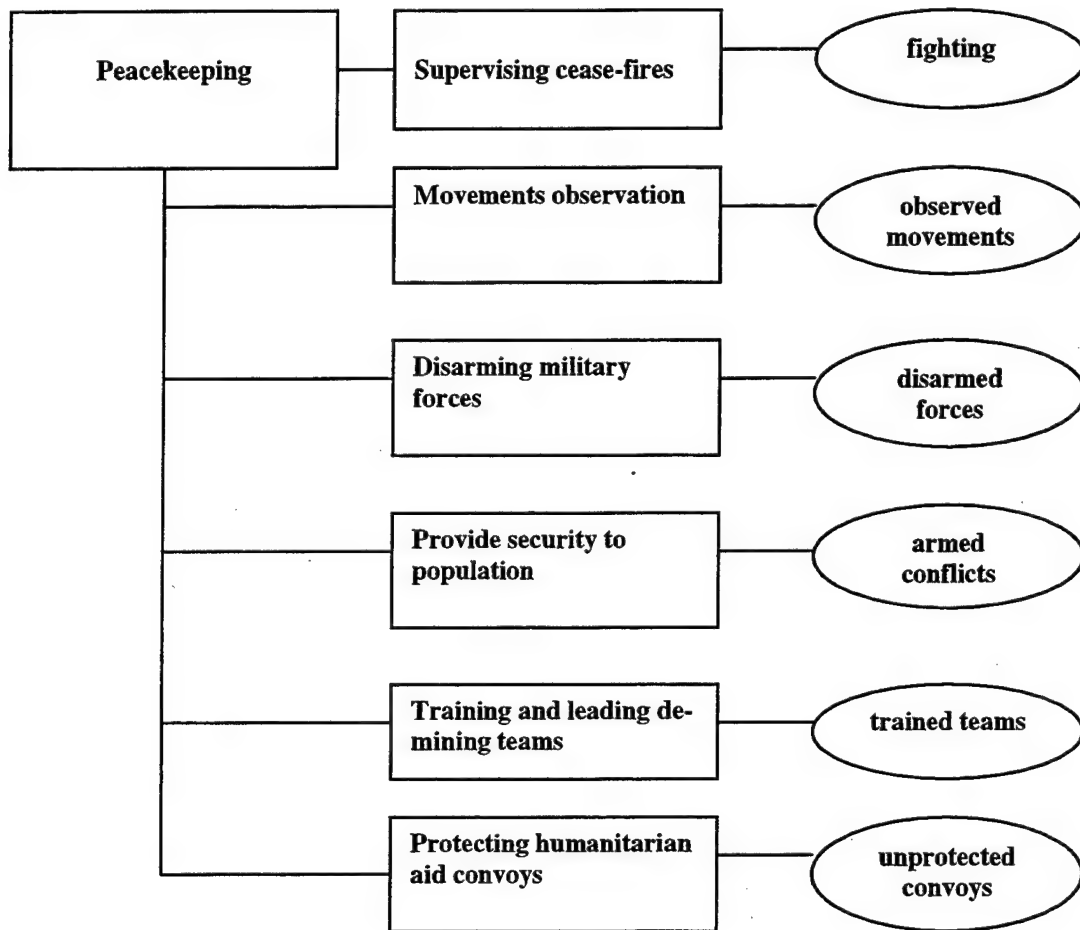 Peacekeeping
Supervising cease-fires
fighting
Movements observation
observed
movements
Disarming military
forces
disarmed
forces
Provide security to
population
armed
conflicts
Training and leading de-
mining teams
trained teams
Protecting humanitarian
aid convoys
unprotected
convoys